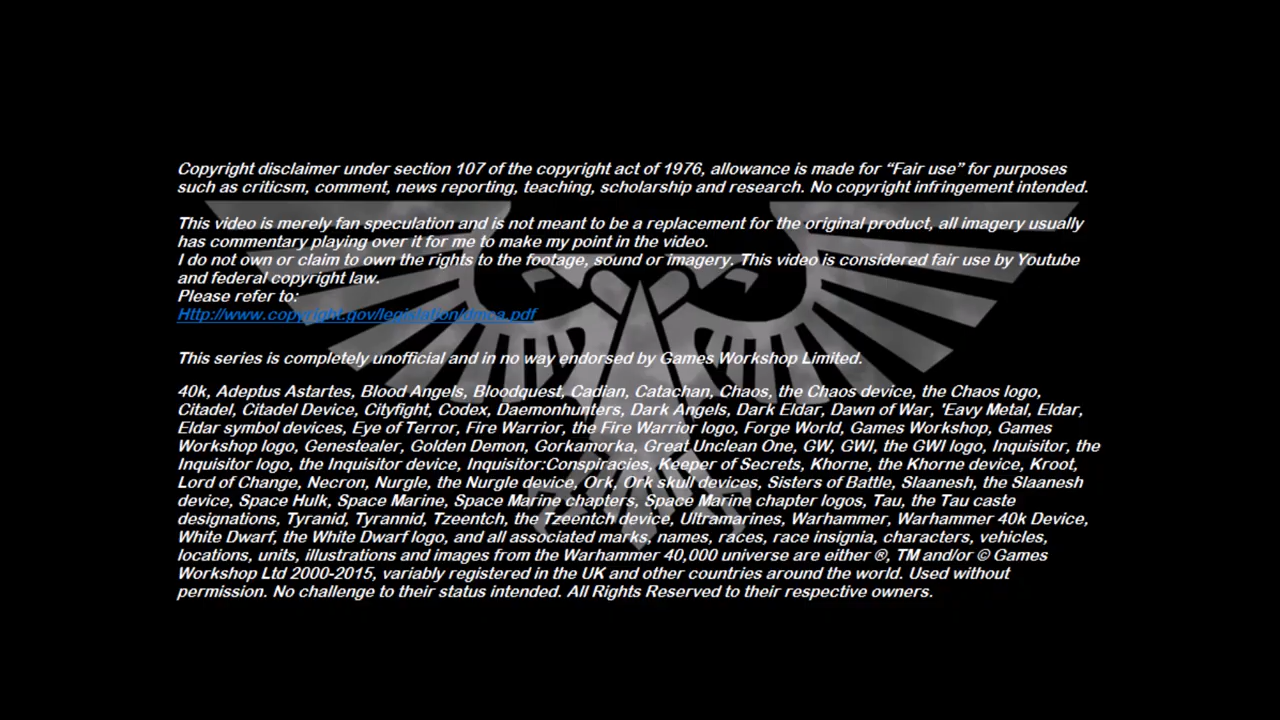 Copyright disclaimer under section 107 of the copyright act of 1976, allowance is made for “Fair use” for purposes
such as criticsm, comment, news reporting, teaching, scholarship and research. No copyright infringement intended.
This video is merely fan speculation and is not meant to be a replacement for the original product, all imagery usually
has commentary playing over it for me to make my point in the video.
I do not own or claim to own the rights to the footage, sound or imagery. This video is considered fair use by Youtube
and federal copyright law.
Please refer to:
Http://www.copyright.gov/legislation/dmca.pdf
This series is completely unofficial and in no way endorsed by Games Workshop Limited.
40k, Adeptus Astartes, Blood Angels, Bloodquest, Cadian, Catachan, Chaos, the Chaos device, the Chaos logo,
Citadel, Citadel Device, Cityfight, Codex, Daemonhunters, Dark Angels, Dark Eldar, Dawn of War, 'Eavy Metal, Eldar,
Eldar symbol devices, Eye of Terror, Fire Warrior, the Fire Warrior logo, Forge World, Games Workshop, Games
Workshop logo, Genestealer, Golden Demon, Gorkamorka, Great Unclean One, GW, GWI, the GWI logo, Inquisitor, the
Inquisitor logo, the Inquisitor device, Inquisitor:Conspiracies, Keeper of Secrets, Khorne, the Khorne device, Kroot,
Lord of Change, Necron, Nurgle, the Nurgle device, Ork, Ork skull devices, Sisters of Battle, Slaanesh, the Slaanesh
device, Space Hulk, Space Marine, Space Marine chapters, Space Marine chapter logos, Tau, the Tau caste
designations, Tyranid, Tyrannid, Tzeentch, the Tzeentch device, Ultramarines, Warhammer, Warhammer 40k Device,
White Dwarf, the White Dwarf logo, and all associated marks, names, races, race insignia, characters, vehicles,
locations, units, illustrations and images from the Warhammer 40,000 universe are either ®, TM and/or © Games
Workshop Ltd 2000-2015, variably registered in the UK and other countries around the world. Used without
permission. No challenge to their status intended. All Rights Reserved to their respective owners.